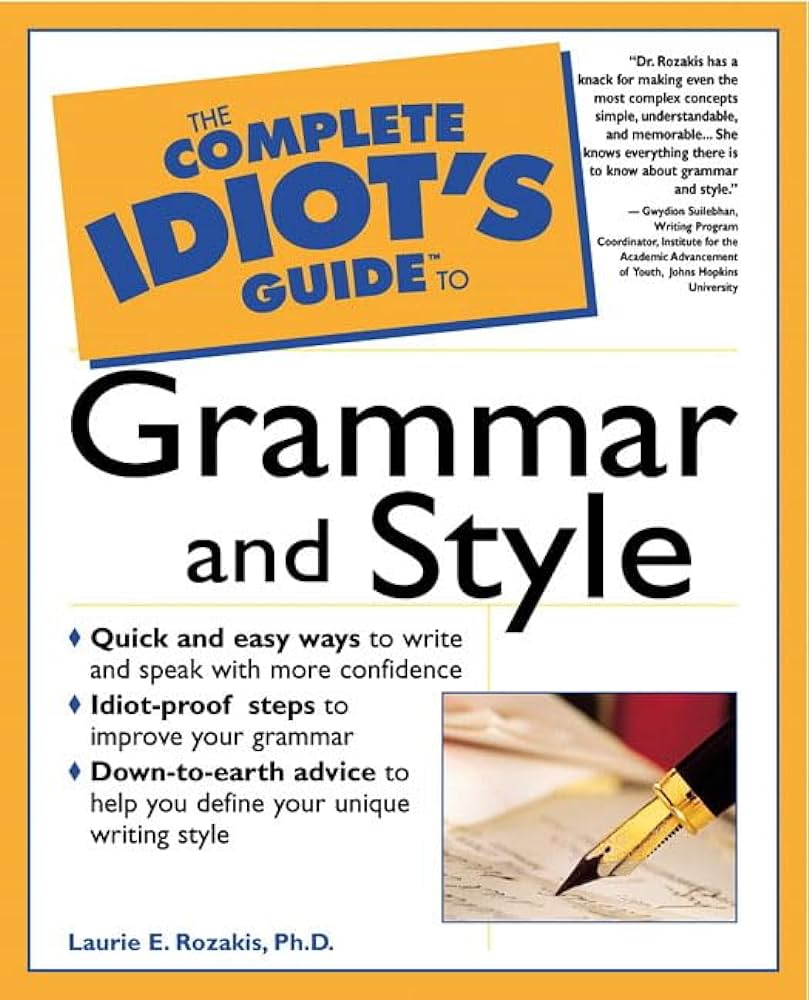 THE
COMPLETE
IDIOT'S
GUIDE™ TO
"Dr. Rozakis has a
knack for making even the
most complex concepts
simple, understandable,
and memorable... She
knows everything there is
to know about grammar
and style."
— Gwydion Suilebhan,
Writing Program
Coordinator, Institute for the
Academic Advancement
of Youth, Johns Hopkins
University
Grammar
and Style
♦ Quick and easy ways to write
and speak with more confidence
♦ Idiot-proof steps to
improve your grammar
♦ Down-to-earth advice to
help you define your unique
writing style
Laurie E. Rozakis, Ph.D.